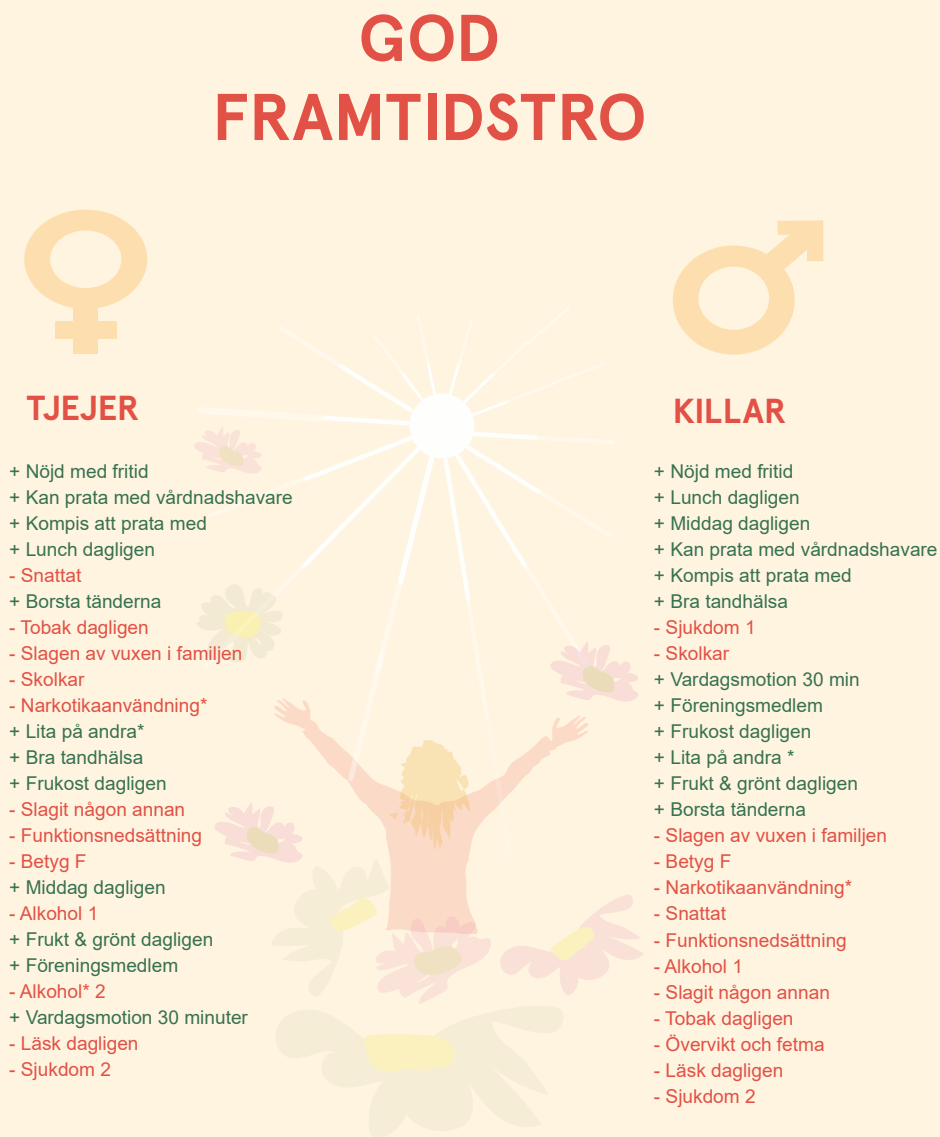 GOD
FRAMTIDSTRO
TJEJER
+ Nöjd med fritid
+ Kan prata med vårdnadshavare
+ Kompis att prata med
+ Lunch dagligen
- Snattat
+ Borsta tänderna
- Tobak dagligen
- Slagen av vuxen i familjen
- Skolkar
- Narkotikaanvändning*
+ Lita på andra*
+ Bra tandhälsa
+ Frukost dagligen
- Slagit någon annan
- Funktionsnedsättning
- Betyg F
+ Middag dagligen
- Alkohol 1
+ Frukt & grönt dagligen
+ Föreningsmedlem
- Alkohol* 2
+ Vardagsmotion 30 minuter
- Läsk dagligen
- Sjukdom 2
KILLAR
+ Nöjd med fritid
+ Lunch dagligen
+ Middag dagligen
+ Kan prata med vårdnadshavare
+ Kompis att prata med
+ Bra tandhälsa
- Sjukdom 1
- Skolkar
+ Vardagsmotion 30 min
+ Föreningsmedlem
+ Frukost dagligen
+ Lita på andra *
+ Frukt & grönt dagligen
+ Borsta tänderna
- Slagen av vuxen i familjen
- Betyg F
- Narkotikaanvändning*
- Snattat
- Funktionsnedsättning
- Alkohol 1
- Slagit någon annan
- Tobak dagligen
- Övervikt och fetma
- Läsk dagligen
- Sjukdom 2